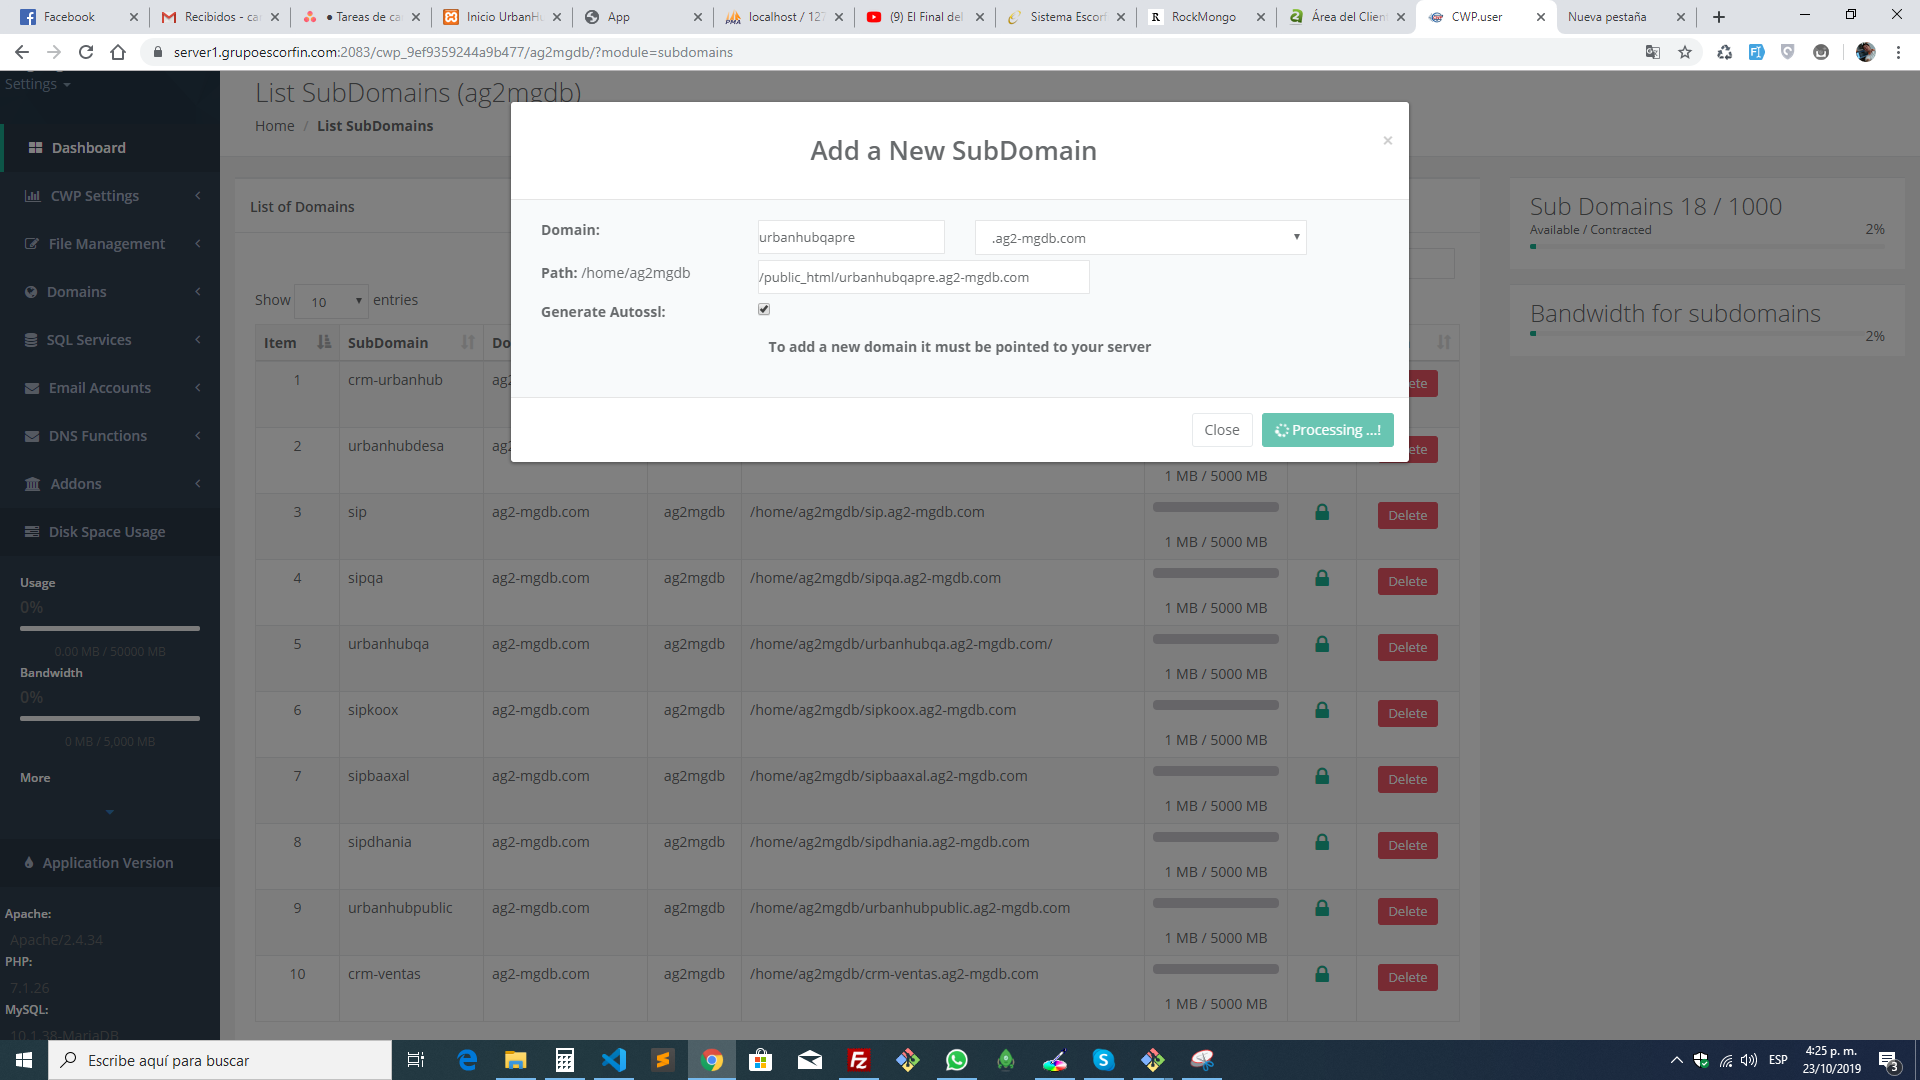 Facebook
Recibidos - ca
● Tareas de ca
Inicio UrbanHu
App
localhost / 127
(9) El Final del
Sistema Escorf
RockMongo
Área del Client
CWP.user
Nueva pestaña
server1.grupoescorfin.com:2083/cwp_9ef9359244a9b477/ag2mgdb/?module=subdomains
Settings
List SubDomains (ag2mgdb)
Home / List SubDomains
Dashboard
CWP Settings
File Management
Domains
SQL Services
Email Accounts
DNS Functions
Addons
Disk Space Usage
Usage
0%
0.00 MB / 50000 MB
Bandwidth
0%
0 MB / 5,000 MB
More
Application Version
Apache:
Apache/2.4.34
PHP:
7.1.26
MySQL:
10.1.38-MariaDB
List of Domains
Show 10 entries
Item SubDomain Do
1 crm-urbanhub ag2 ete
2 urbanhubdesa ag2 1 MB / 5000 MB ete
3 sip ag2-mgdb.com ag2mgdb /home/ag2mgdb/sip.ag2-mgdb.com 1 MB / 5000 MB Delete
4 sipqa ag2-mgdb.com ag2mgdb /home/ag2mgdb/sipqa.ag2-mgdb.com 1 MB / 5000 MB Delete
5 urbanhubqa ag2-mgdb.com ag2mgdb /home/ag2mgdb/urbanhubqa.ag2-mgdb.com/ 1 MB / 5000 MB Delete
6 sipkoox ag2-mgdb.com ag2mgdb /home/ag2mgdb/sipkoox.ag2-mgdb.com 1 MB / 5000 MB Delete
7 sipbaaxal ag2-mgdb.com ag2mgdb /home/ag2mgdb/sipbaaxal.ag2-mgdb.com 1 MB / 5000 MB Delete
8 sipdhania ag2-mgdb.com ag2mgdb /home/ag2mgdb/sipdhania.ag2-mgdb.com 1 MB / 5000 MB Delete
9 urbanhubpublic ag2-mgdb.com ag2mgdb /home/ag2mgdb/urbanhubpublic.ag2-mgdb.com 1 MB / 5000 MB Delete
10 crm-ventas ag2-mgdb.com ag2mgdb /home/ag2mgdb/crm-ventas.ag2-mgdb.com 1 MB / 5000 MB Delete
Add a New SubDomain
×
Domain: urbanhubqapre .ag2-mgdb.com
Path: /home/ag2mgdb /public_html/urbanhubqapre.ag2-mgdb.com
Generate Autossl:
To add a new domain it must be pointed to your server
Close Processing ...!
Sub Domains 18 / 1000
Available / Contracted 2%
Bandwidth for subdomains
2%
Escribe aquí para buscar
ESP
4:25 p. m.
23/10/2019
3